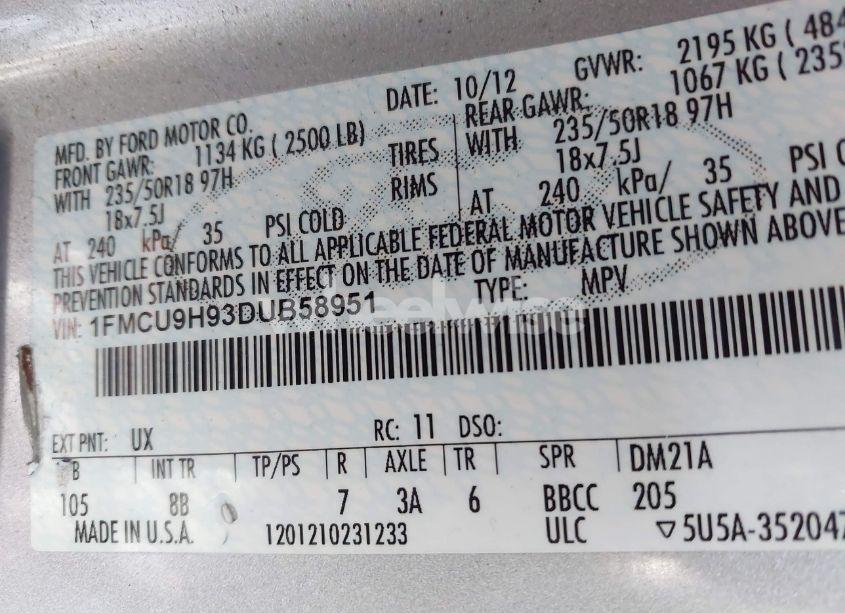 MFD. BY FORD MOTOR CO. DATE: 10/12 GVWR: 2195 KG ( 484
FRONT GAWR: 1134 KG ( 2500 LB) REAR GAWR: 1067 KG ( 235
WITH 235/50R18 97H TIRES WITH 235/50R18 97H
18x7.5J RIMS 18x7.5J
AT 240 kPa/ 35 PSI COLD AT 240 kPa/ 35 PSI C
THIS VEHICLE CONFORMS TO ALL APPLICABLE FEDERAL MOTOR VEHICLE SAFETY AND
PREVENTION STANDARDS IN EFFECT ON THE DATE OF MANUFACTURE SHOWN ABOVE
VIN: 1FMCU9H93DUB58951 TYPE: MPV
EXT PNT: UX RC: 11 DSO:
B INT TR TP/PS R AXLE TR SPR DM21A
105 8B 7 3A 6 BBCC 205
MADE IN U.S.A. 1201210231233 ULC 5U5A-352047